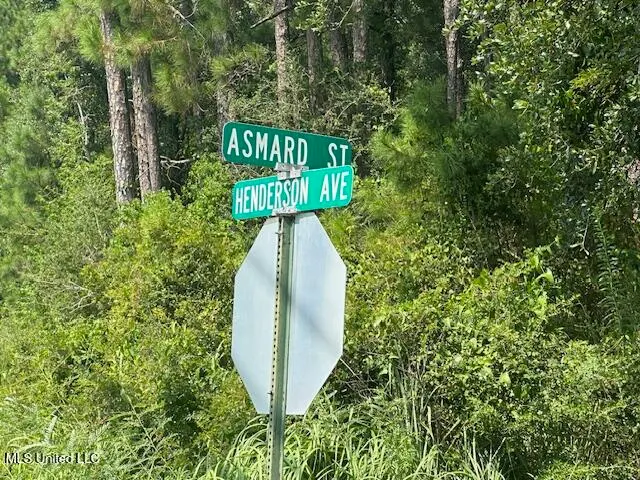 ASMARD ST
HENDERSON AVE
MLS United LLC